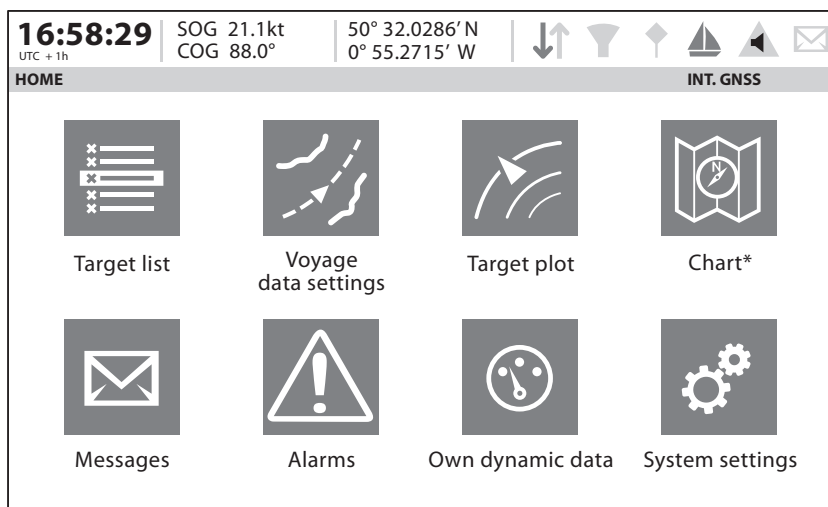 16:58:29
UTC + 1h
SOG 21.1kt
COG 88.0°
50° 32.0286′ N
0° 55.2715′ W
HOME
INT. GNSS
N
Target list
Voyage
data settings
Target plot
Chart*
Messages
Alarms
Own dynamic data
System settings